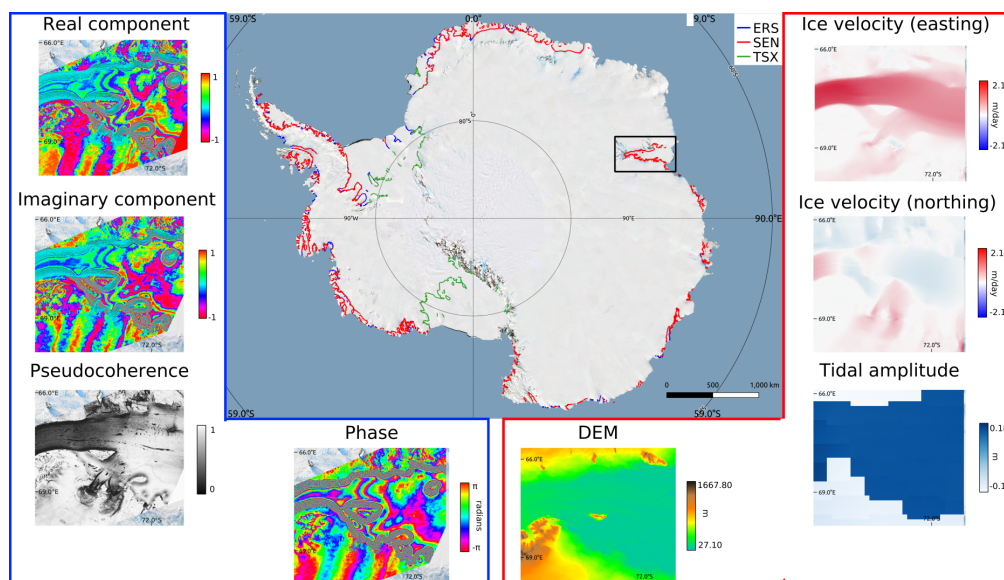 Real component
66.0°E
69.0°E
72.0°S
1
-1
Imaginary component
66.0°E
69.0°E
72.0°S
1
-1
Pseudocoherence
66.0°E
69.0°E
72.0°S
1
0
59.0°S
0.0°
9.0°S
ERS
SEN
TSX
80°S
90°W
90°E
90.0°E
0 500 1,000 km
59.0°S
59.0°S
Phase
66.0°E
69.0°E
72.0°S
π
radians
-π
DEM
66.0°E
69.0°E
72.0°S
1667.80
m
27.10
Ice velocity (easting)
66.0°E
69.0°E
72.0°S
2.1
m/day
-2.1
Ice velocity (northing)
66.0°E
69.0°E
72.0°S
2.1
m/day
-2.1
Tidal amplitude
66.0°E
69.0°E
72.0°S
0.18
m
-0.1